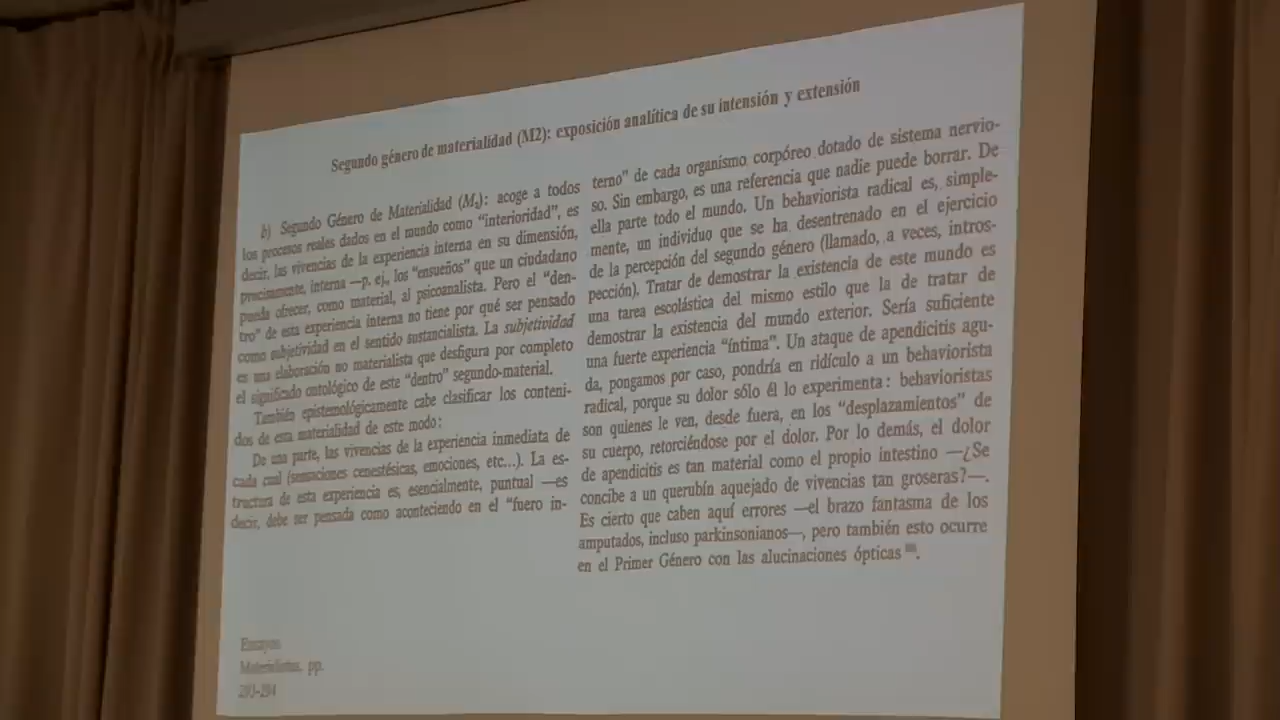 Segundo género de materialidad (M2): exposición analítica de su intensión y extensión
b) Segundo Género de Materialidad (M₂): acoge a todos
los procesos reales dados en el mundo como “interioridad”, es
decir, las vivencias de la experiencia interna en su dimensión,
precisamente, interna —p. ej., los “ensueños” que un ciudadano
pueda ofrecer, como material, al psicoanalista. Pero el “den-
tro” de esta experiencia interna no tiene por qué ser pensado
como subjetividad en el sentido sustancialista. La subjetividad
es una elaboración no materialista que desfigura por completo
el significado ontológico de este “dentro” segundo-material.
También epistemológicamente cabe clasificar los conteni-
dos de esta materialidad de este modo:
De una parte, las vivencias de la experiencia inmediata de
cada cual (sensaciones cenestésicas, emociones, etc...). La es-
tructura de esta experiencia es, esencialmente, puntual —es
decir, debe ser pensada como aconteciendo en el “fuero in-
terno” de cada organismo corpóreo dotado de sistema nervio-
so. Sin embargo, es una referencia que nadie puede borrar. De
ella parte todo el mundo. Un behaviorista radical es, simple-
mente, un individuo que se ha desentrenado en el ejercicio
de la percepción del segundo género (llamado, a veces, intros-
pección). Tratar de demostrar la existencia de este mundo es
una tarea escolástica del mismo estilo que la de tratar de
demostrar la existencia del mundo exterior. Sería suficiente
una fuerte experiencia “íntima”. Un ataque de apendicitis agu-
da, pongamos por caso, pondría en ridículo a un behaviorista
radical, porque su dolor sólo él lo experimenta: behavioristas
son quienes le ven, desde fuera, en los “desplazamientos” de
su cuerpo, retorciéndose por el dolor. Por lo demás, el dolor
de apendicitis es tan material como el propio intestino —¿Se
concibe a un querubín aquejado de vivencias tan groseras?—.
Es cierto que caben aquí errores —el brazo fantasma de los
amputados, incluso parkinsonianos—, pero también esto ocurre
en el Primer Género con las alucinaciones ópticas.
Ensayos
Materialistas, pp.
293-294